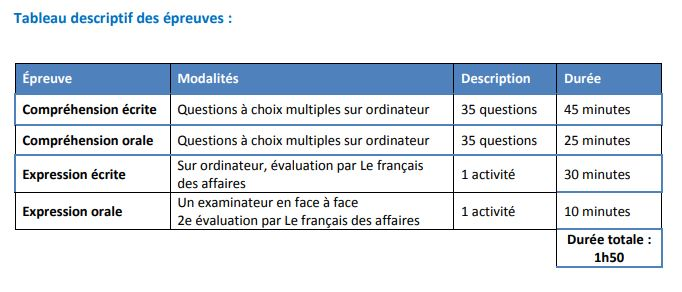 Tableau descriptif des épreuves :
Épreuve Modalités Description Durée
Compréhension écrite Questions à choix multiples sur ordinateur 35 questions 45 minutes
Compréhension orale Questions à choix multiples sur ordinateur 35 questions 25 minutes
Expression écrite Sur ordinateur, évaluation par Le français des affaires 1 activité 30 minutes
Expression orale Un examinateur en face à face
2e évaluation par Le français des affaires 1 activité 10 minutes
Durée totale :
1h50